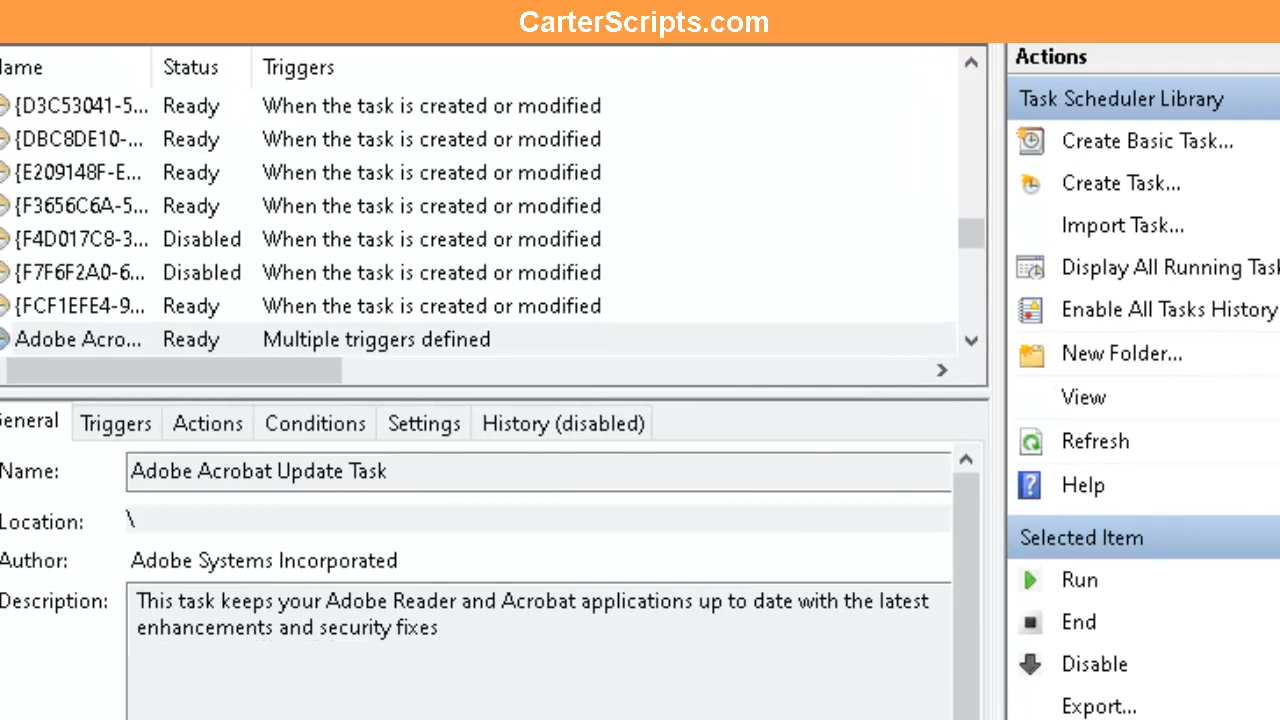 CarterScripts.com
Name Status Triggers
{D3C53041-5... Ready When the task is created or modified
{DBC8DE10-... Ready When the task is created or modified
{E209148F-E... Ready When the task is created or modified
{F3656C6A-5... Ready When the task is created or modified
{F4D017C8-3... Disabled When the task is created or modified
{F7F6F2A0-6... Disabled When the task is created or modified
{FCF1EFE4-9... Ready When the task is created or modified
Adobe Acro... Ready Multiple triggers defined
General Triggers Actions Conditions Settings History (disabled)
Name: Adobe Acrobat Update Task
Location: \
Author: Adobe Systems Incorporated
Description: This task keeps your Adobe Reader and Acrobat applications up to date with the latest
enhancements and security fixes
Actions
Task Scheduler Library
Create Basic Task...
Create Task...
Import Task...
Display All Running Task
Enable All Tasks History
New Folder...
View
Refresh
Help
Selected Item
Run
End
Disable
Export...